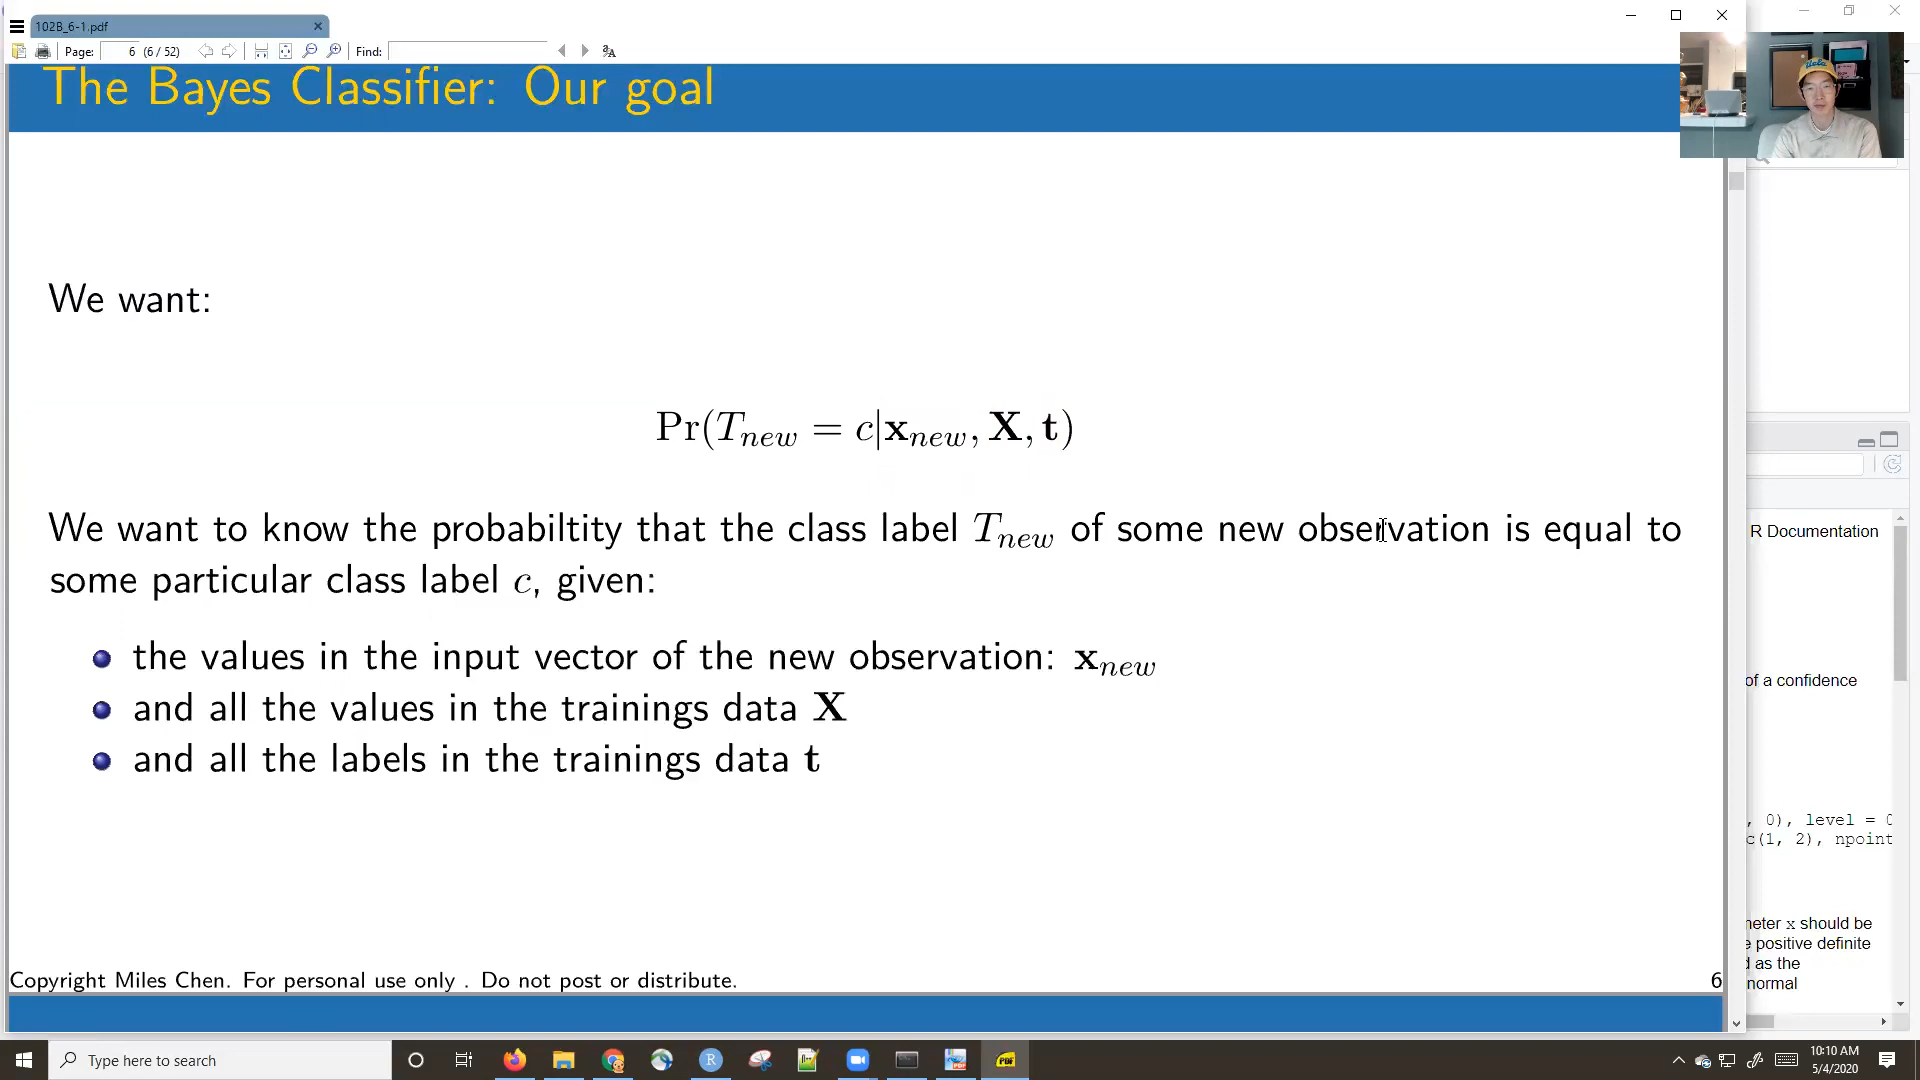 102B_6-1.pdf
Page: 6 (6 / 52) Find:
The Bayes Classifier: Our goal
We want:
Pr(T_new = c|x_new, X, t)
We want to know the probabiltity that the class label T_new of some new observation is equal to
some particular class label c, given:
the values in the input vector of the new observation: x_new
and all the values in the trainings data X
and all the labels in the trainings data t
Copyright Miles Chen. For personal use only . Do not post or distribute.
6
R Documentation
of a confidence
, 0), level = 0
c(1, 2), npoint
neter x should be
e positive definite
d as the
normal
Type here to search
10:10 AM
5/4/2020